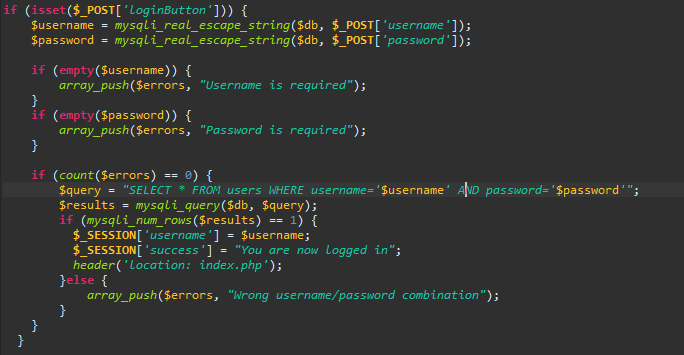 if (isset($_POST['loginButton'])) {
$username = mysqli_real_escape_string($db, $_POST['username']);
$password = mysqli_real_escape_string($db, $_POST['password']);
if (empty($username)) {
array_push($errors, "Username is required");
}
if (empty($password)) {
array_push($errors, "Password is required");
}
if (count($errors) == 0) {
$query = "SELECT * FROM users WHERE username='$username' AND password='$password'";
$results = mysqli_query($db, $query);
if (mysqli_num_rows($results) == 1) {
$_SESSION['username'] = $username;
$_SESSION['success'] = "You are now logged in";
header('location: index.php');
}else {
array_push($errors, "Wrong username/password combination");
}
}
}